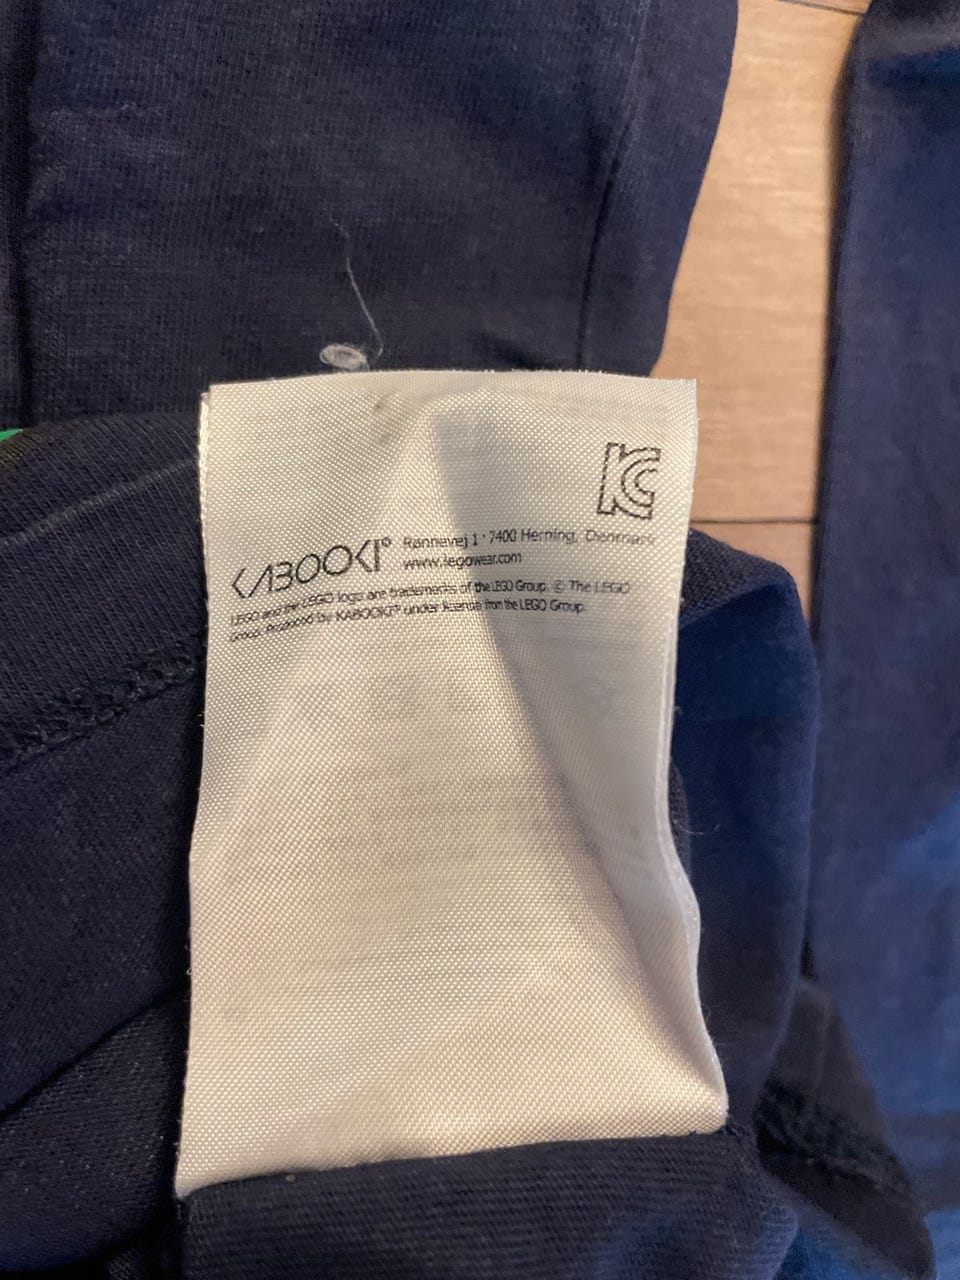 KC
KABOOKI® Rønnevej 1 · 7400 Herning, Denmark
www.legowear.com
LEGO and the LEGO logo are trademarks of the LEGO Group. © The LEGO
Group. Produced by KABOOKI® under license from the LEGO Group.